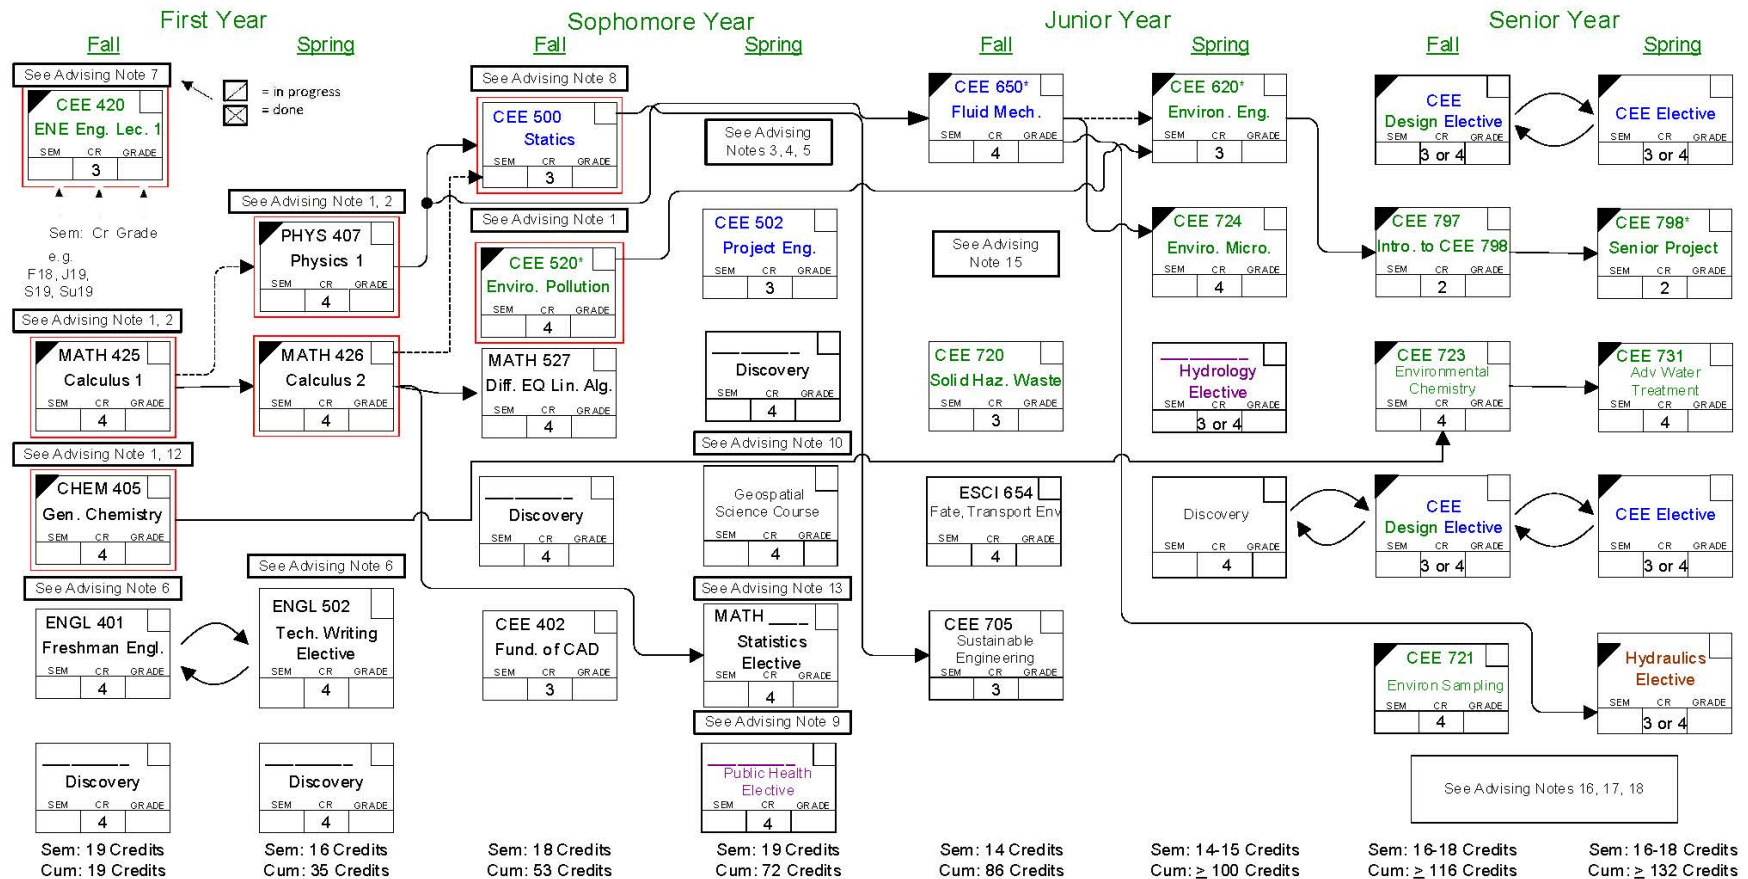 First Year
Sophomore Year
Junior Year
Senior Year
Fall
Spring
Fall
Spring
Fall
Spring
Fall
Spring
See Advising Note 7
= in progress
= done
CEE 420
ENE Eng. Lec. 1
SEM CR GRADE
3
Sem: Cr Grade
e.g.
F18, J19,
S19, Su19
See Advising Note 1, 2
MATH 425
Calculus 1
SEM CR GRADE
4
See Advising Note 1, 12
CHEM 405
Gen. Chemistry
SEM CR GRADE
4
See Advising Note 6
ENGL 401
Freshman Engl.
SEM CR GRADE
4
Discovery
SEM CR GRADE
4
Sem: 19 Credits
Cum: 19 Credits
See Advising Note 1, 2
PHYS 407
Physics 1
SEM CR GRADE
4
MATH 426
Calculus 2
SEM CR GRADE
4
See Advising Note 6
ENGL 502
Tech. Writing
Elective
SEM CR GRADE
4
Discovery
SEM CR GRADE
4
Sem: 16 Credits
Cum: 35 Credits
See Advising Note 8
CEE 500
Statics
SEM CR GRADE
3
See Advising Note 1
CEE 520*
Enviro. Pollution
SEM CR GRADE
4
MATH 527
Diff. EQ Lin. Alg.
SEM CR GRADE
4
Discovery
SEM CR GRADE
4
CEE 402
Fund. of CAD
SEM CR GRADE
3
Sem: 18 Credits
Cum: 53 Credits
See Advising
Notes 3, 4, 5
CEE 502
Project Eng.
SEM CR GRADE
3
Discovery
SEM CR GRADE
4
See Advising Note 10
Geospatial
Science Course
SEM CR GRADE
4
See Advising Note 13
MATH ____
Statistics
Elective
SEM CR GRADE
4
See Advising Note 9
Public Health
Elective
SEM CR GRADE
4
Sem: 19 Credits
Cum: 72 Credits
CEE 650*
Fluid Mech.
SEM CR GRADE
4
See Advising
Note 15
CEE 720
Solid Haz. Waste
SEM CR GRADE
3
ESCI 654
Fate, Transport Env
SEM CR GRADE
4
CEE 705
Sustainable
Engineering
SEM CR GRADE
3
Sem: 14 Credits
Cum: 86 Credits
CEE 620*
Environ. Eng.
SEM CR GRADE
3
CEE 724
Enviro. Micro.
SEM CR GRADE
4
Hydrology
Elective
SEM CR GRADE
3 or 4
Discovery
SEM CR GRADE
4
Sem: 14-15 Credits
Cum: ≥ 100 Credits
CEE
Design Elective
SEM CR GRADE
3 or 4
CEE 797
Intro. to CEE 798
SEM CR GRADE
2
CEE 723
Environmental
Chemistry
SEM CR GRADE
4
CEE
Design Elective
SEM CR GRADE
3 or 4
CEE 721
Environ Sampling
SEM CR GRADE
4
Sem: 16-18 Credits
Cum: ≥ 116 Credits
CEE Elective
SEM CR GRADE
3 or 4
CEE 798*
Senior Project
SEM CR GRADE
2
CEE 731
Adv Water
Treatment
SEM CR GRADE
4
CEE Elective
SEM CR GRADE
3 or 4
Hydraulics
Elective
SEM CR GRADE
3 or 4
See Advising Notes 16, 17, 18
Sem: 16-18 Credits
Cum: ≥ 132 Credits